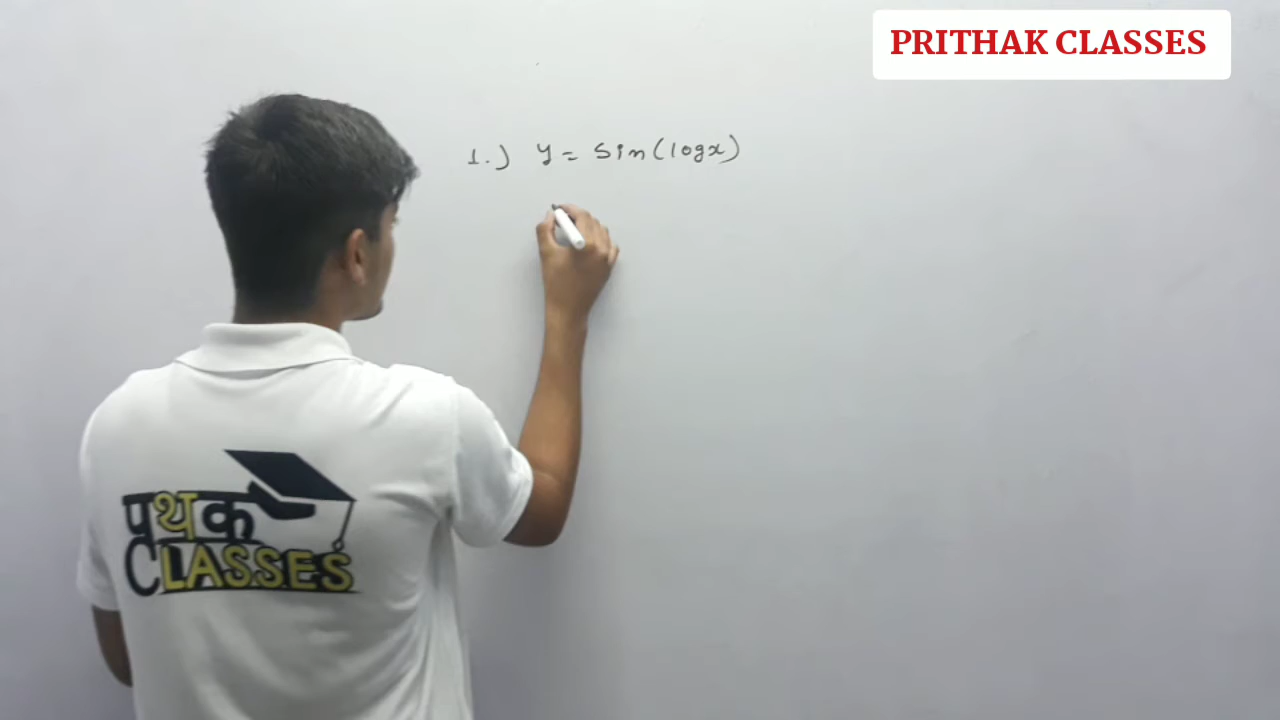 PRITHAK CLASSES
1.) y = sin(logx)
पृथक
CLASSES